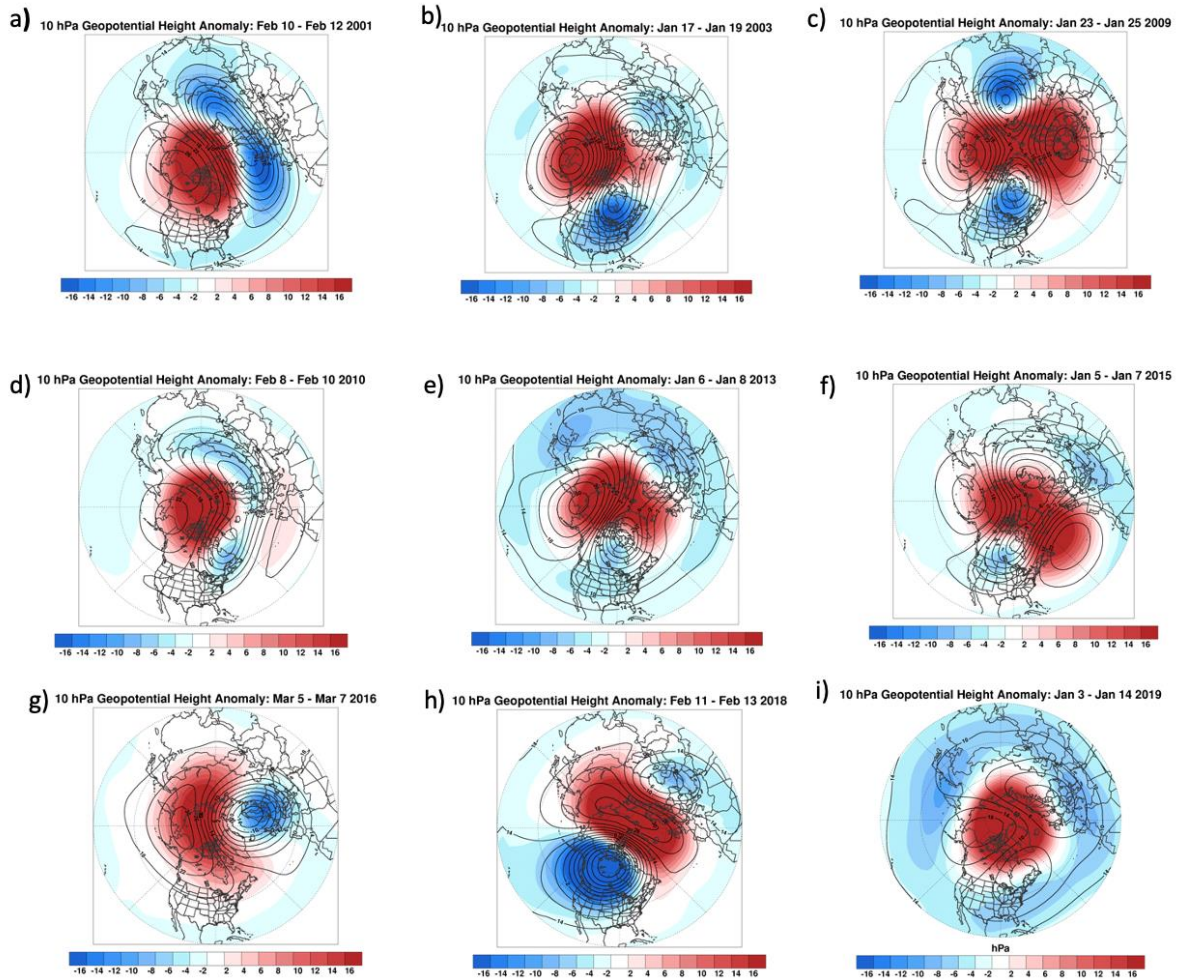 a)
10 hPa Geopotential Height Anomaly: Feb 10 - Feb 12 2001
-16 -14 -12 -10 -8 -6 -4 -2 2 4 6 8 10 12 14 16
b)
10 hPa Geopotential Height Anomaly: Jan 17 - Jan 19 2003
-16 -14 -12 -10 -8 -6 -4 -2 2 4 6 8 10 12 14 16
c)
10 hPa Geopotential Height Anomaly: Jan 23 - Jan 25 2009
-16 -14 -12 -10 -8 -6 -4 -2 2 4 6 8 10 12 14 16
d)
10 hPa Geopotential Height Anomaly: Feb 8 - Feb 10 2010
-16 -14 -12 -10 -8 -6 -4 -2 2 4 6 8 10 12 14 16
e)
10 hPa Geopotential Height Anomaly: Jan 6 - Jan 8 2013
-16 -14 -12 -10 -8 -6 -4 -2 2 4 6 8 10 12 14 16
f)
10 hPa Geopotential Height Anomaly: Jan 5 - Jan 7 2015
-16 -14 -12 -10 -8 -6 -4 -2 2 4 6 8 10 12 14 16
g)
10 hPa Geopotential Height Anomaly: Mar 5 - Mar 7 2016
-16 -14 -12 -10 -8 -6 -4 -2 2 4 6 8 10 12 14 16
h)
10 hPa Geopotential Height Anomaly: Feb 11 - Feb 13 2018
-16 -14 -12 -10 -8 -6 -4 -2 2 4 6 8 10 12 14 16
i)
10 hPa Geopotential Height Anomaly: Jan 3 - Jan 14 2019
hPa
-16 -14 -12 -10 -8 -6 -4 -2 2 4 6 8 10 12 14 16